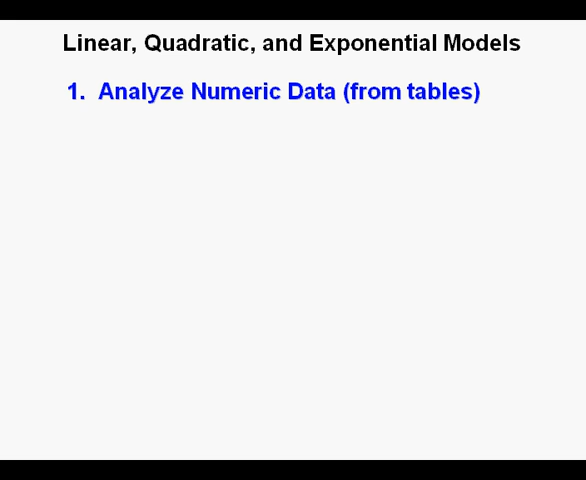 Linear, Quadratic, and Exponential Models
1. Analyze Numeric Data (from tables)